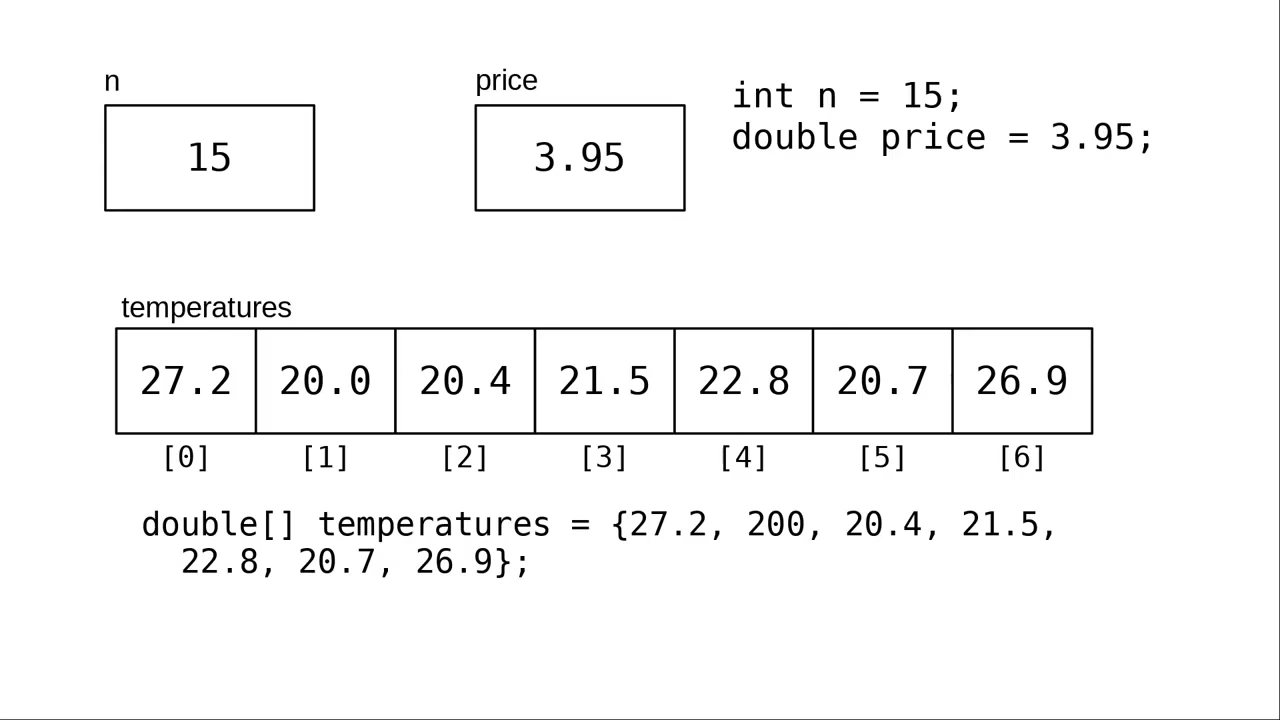 n
price
int n = 15;
double price = 3.95;
15
3.95
temperatures
27.2 20.0 20.4 21.5 22.8 20.7 26.9
[0] [1] [2] [3] [4] [5] [6]
double[] temperatures = {27.2, 200, 20.4, 21.5,
22.8, 20.7, 26.9};